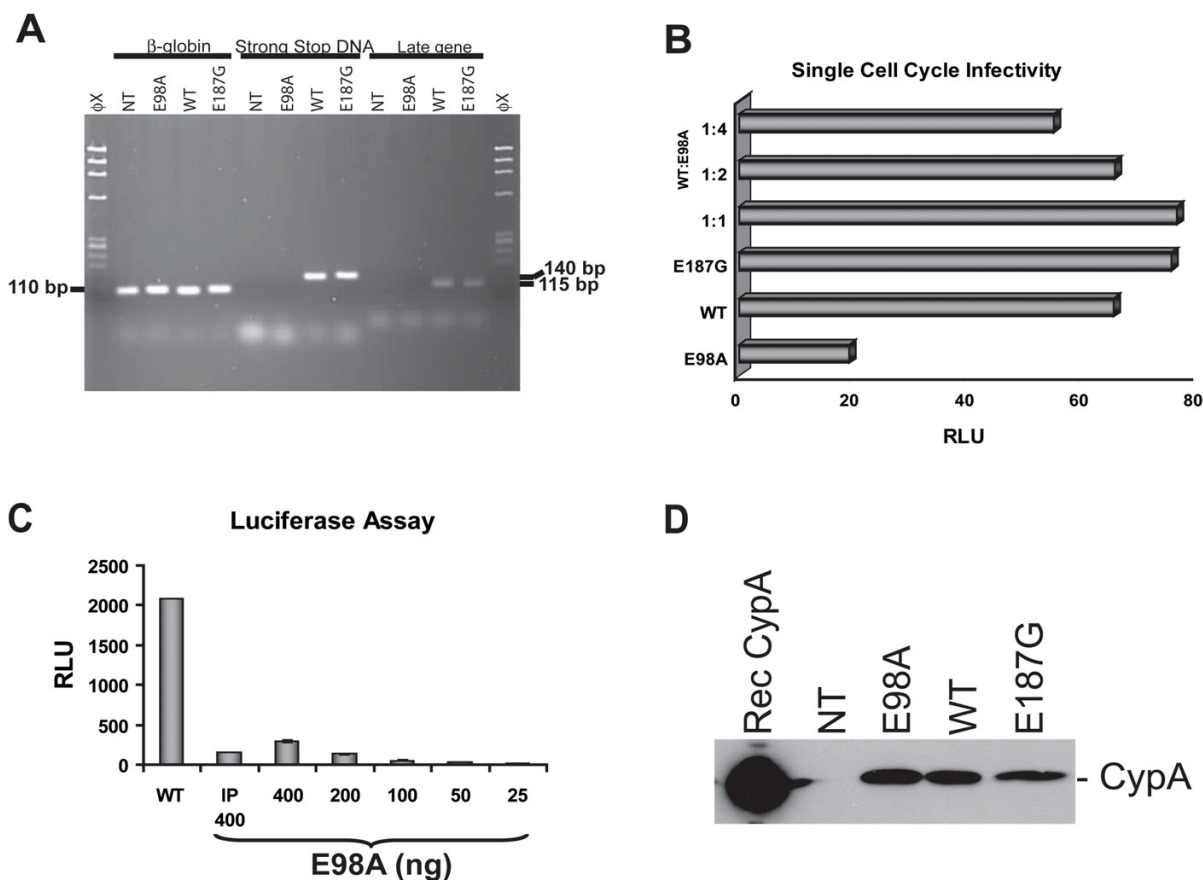 A
β-globin Strong Stop DNA Late gene
φX NT E98A WT E187G NT E98A WT E187G NT E98A WT E187G φX
110 bp
140 bp
115 bp
B
Single Cell Cycle Infectivity
WT:E98A
1:4
1:2
1:1
E187G
WT
E98A
0 20 40 60 80
RLU
C
Luciferase Assay
RLU
2500
2000
1500
1000
500
0
WT IP 400 200 100 50 25
400
E98A (ng)
D
Rec CypA NT E98A WT E187G
- CypA